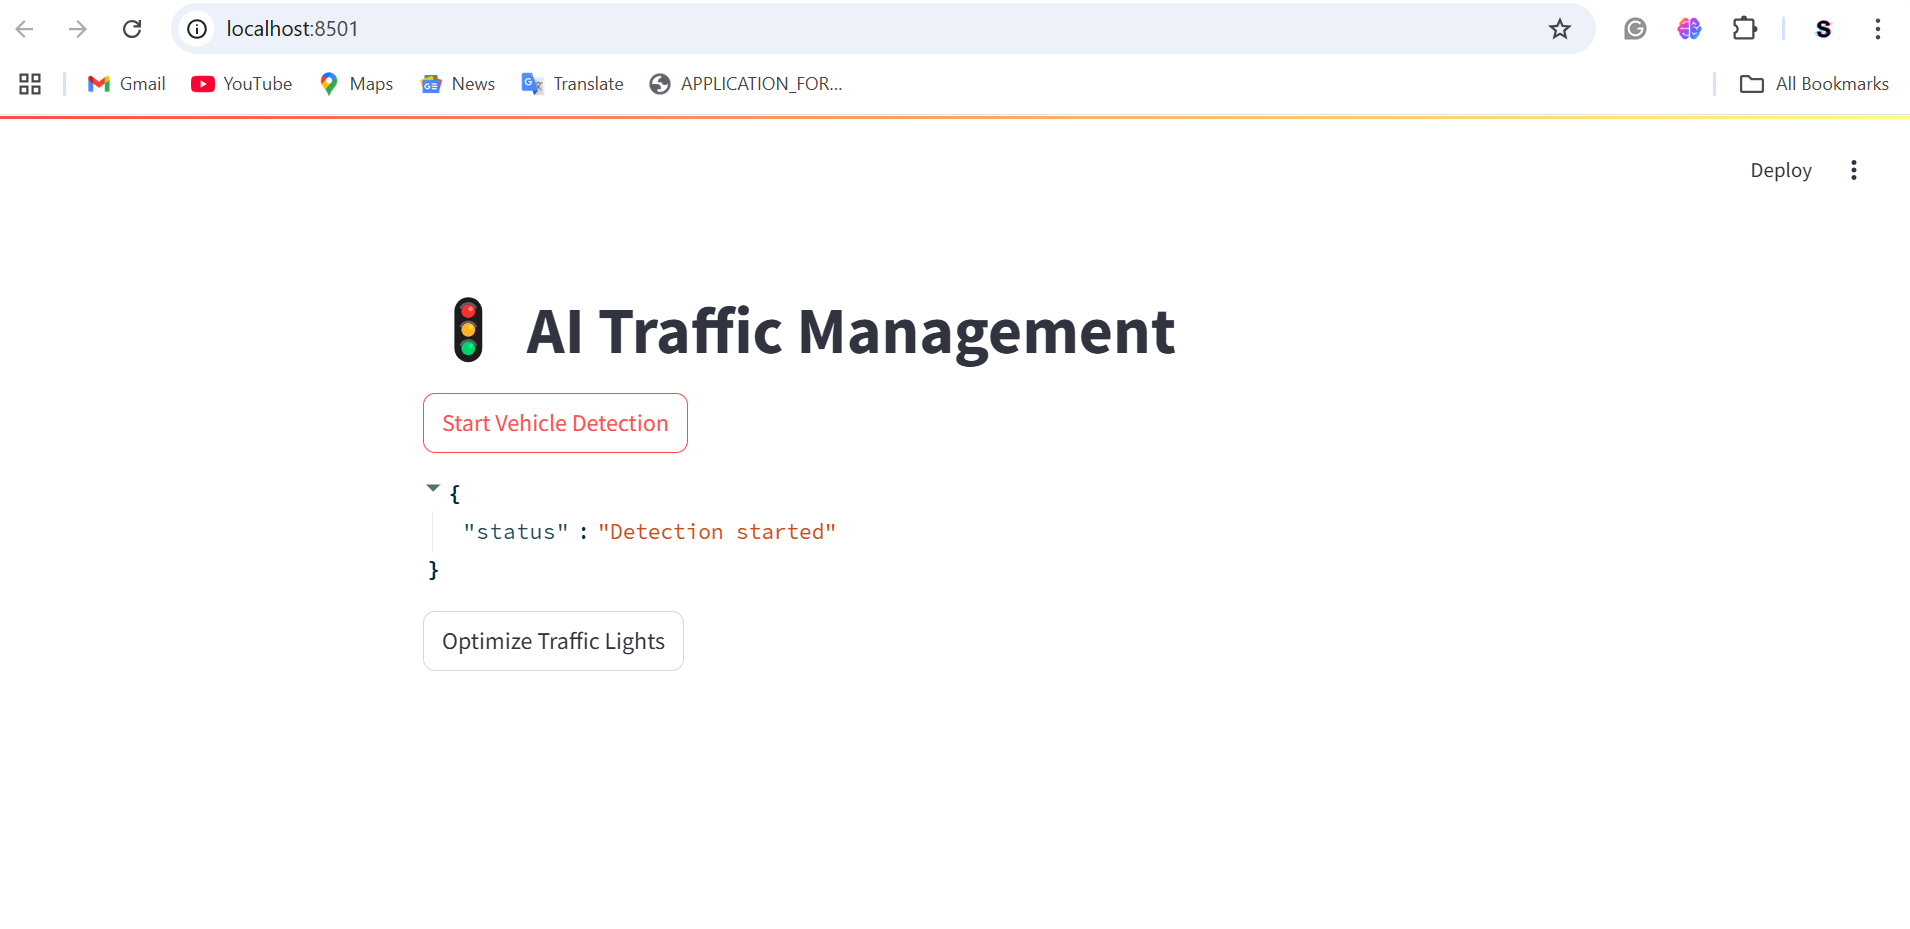 localhost:8501
Gmail YouTube Maps News Translate APPLICATION_FOR... All Bookmarks
Deploy
AI Traffic Management
Start Vehicle Detection
{
"status" : "Detection started"
}
Optimize Traffic Lights